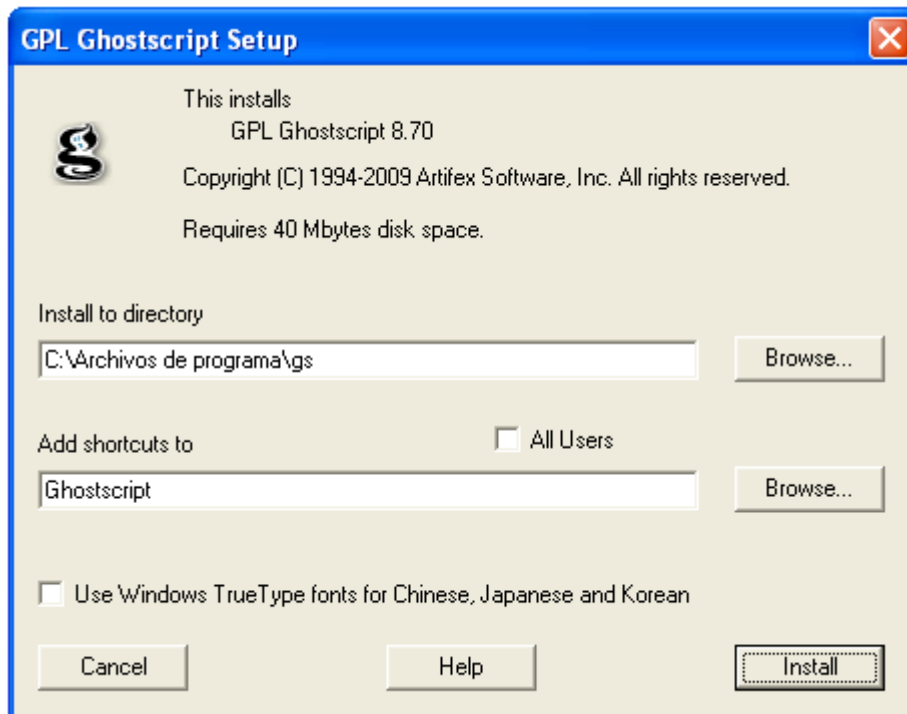 GPL Ghostscript Setup
This installs
GPL Ghostscript 8.70
Copyright (C) 1994-2009 Artifex Software, Inc. All rights reserved.
Requires 40 Mbytes disk space.
Install to directory
C:\Archivos de programa\gs
Browse...
Add shortcuts to
All Users
Ghostscript
Browse...
Use Windows TrueType fonts for Chinese, Japanese and Korean
Cancel
Help
Install